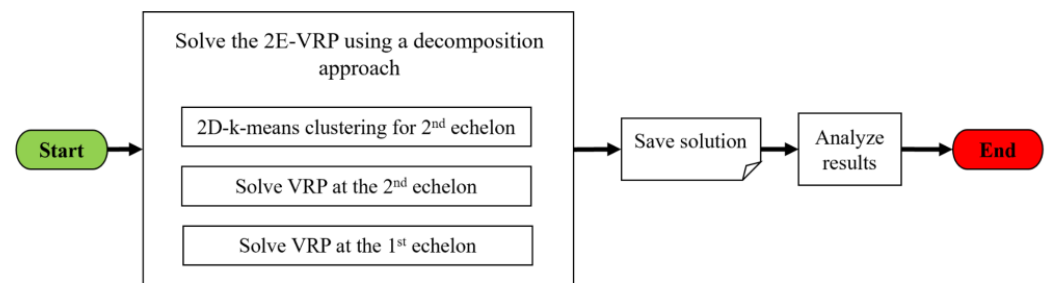 Solve the 2E-VRP using a decomposition
approach
2D-k-means clustering for 2nd echelon
Start
Solve VRP at the 2nd echelon
Solve VRP at the 1st echelon
Save solution
Analyze
results
End